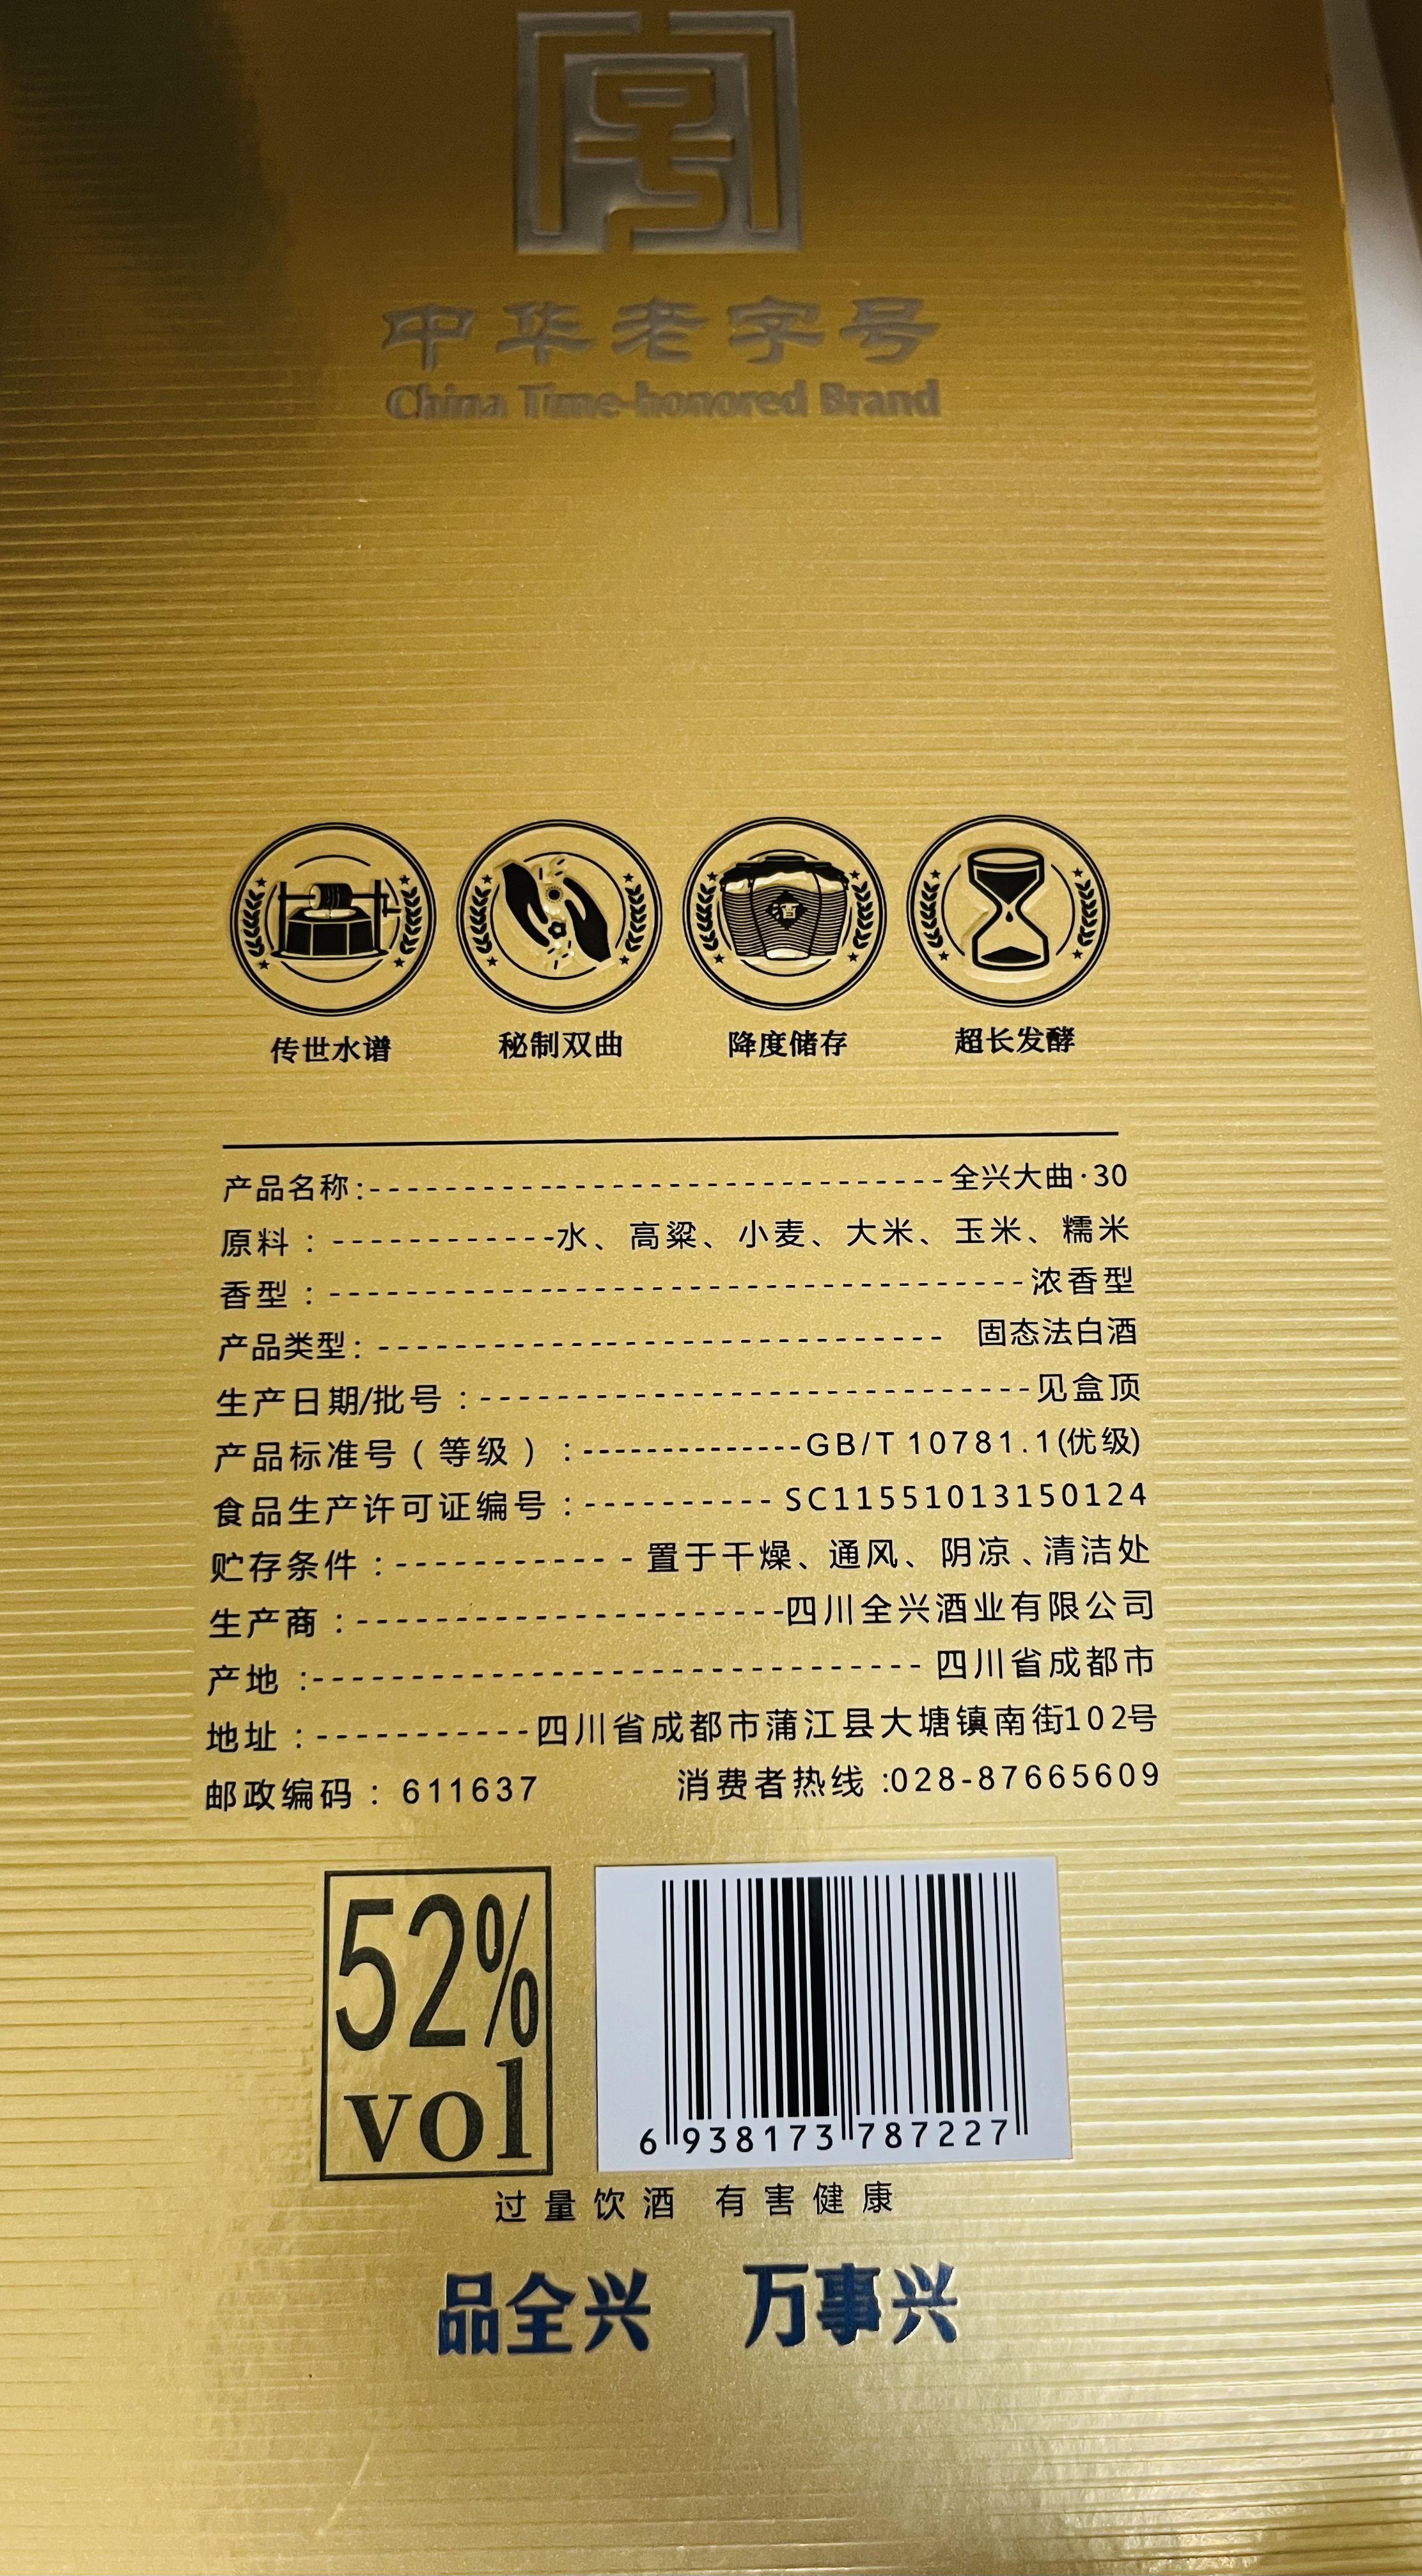 中华老字号
China Time-honored Brand
传世水谱 秘制双曲 降度储存 超长发酵
产品名称:------------------------------全兴大曲·30
原料：------------水、高粱、小麦、大米、玉米、糯米
香型：------------------------------------浓香型
产品类型：----------------------------- 固态法白酒
生产日期/批号：-----------------------------见盒顶
产品标准号（等级）：--------------GB/T 10781.1(优级)
食品生产许可证编号：---------- SC11551013150124
贮存条件：------------- 置于干燥、通风、阴凉、清洁处
生产商：-----------------------四川全兴酒业有限公司
产地：-------------------------------- 四川省成都市
地址：-----------四川省成都市蒲江县大塘镇南街102号
邮政编码：611637 消费者热线:028-87665609
52%
vol
6 938173 787227
过量饮酒 有害健康
品全兴 万事兴